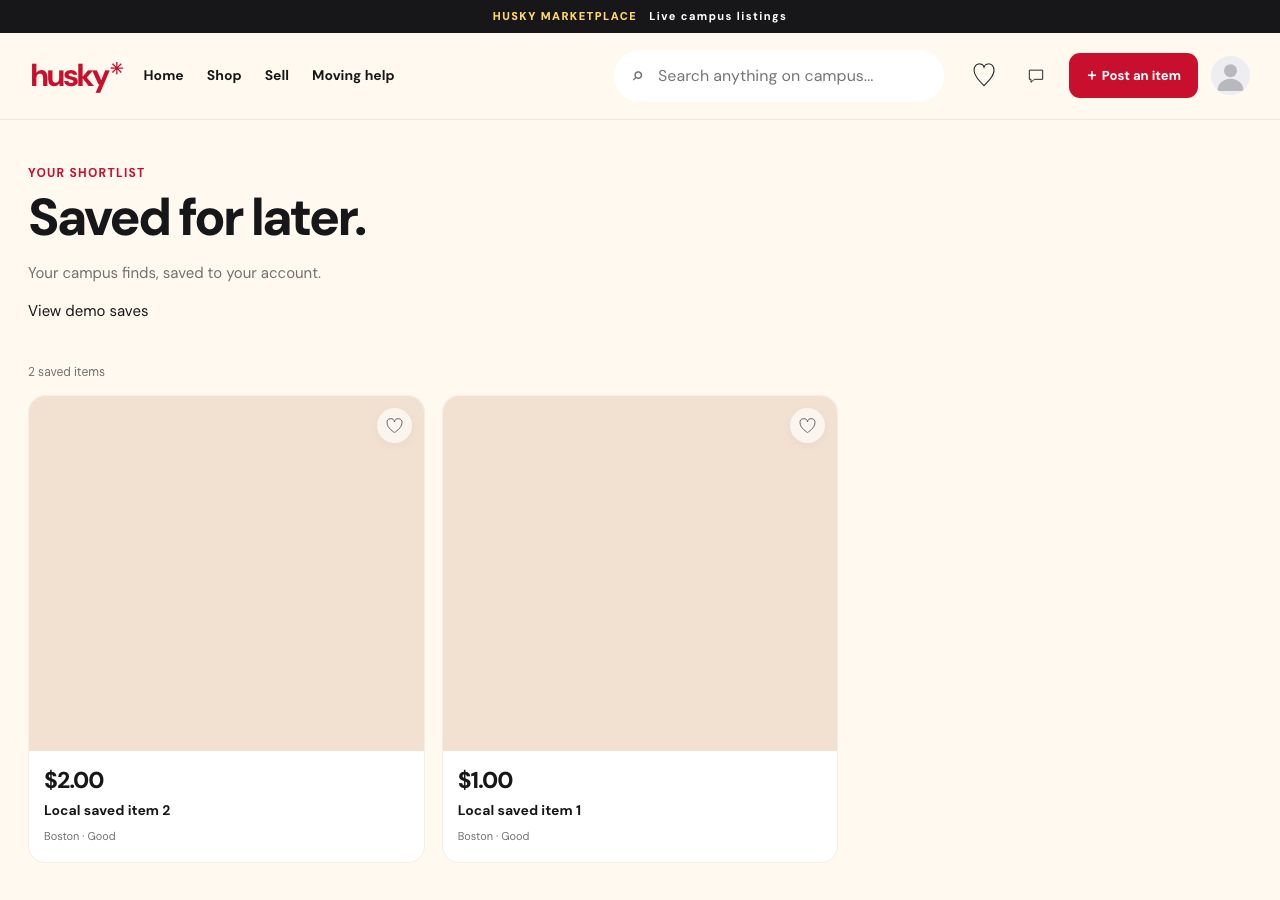 HUSKY MARKETPLACE Live campus listings
husky* Home Shop Sell Moving help Search anything on campus... + Post an item
YOUR SHORTLIST
Saved for later.
Your campus finds, saved to your account.
View demo saves
2 saved items
$2.00
Local saved item 2
Boston · Good
$1.00
Local saved item 1
Boston · Good